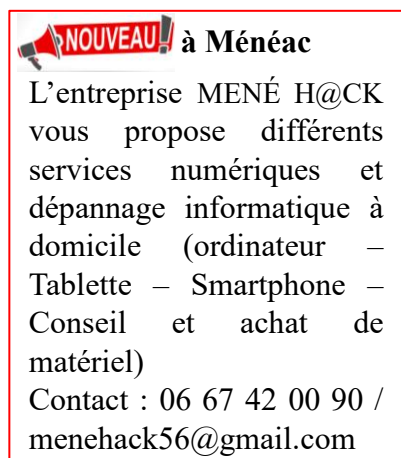 NOUVEAU! à Ménéac
L’entreprise MENÉ H@CK
vous propose différents
services numériques et
dépannage informatique à
domicile (ordinateur –
Tablette – Smartphone –
Conseil et achat de
matériel)
Contact : 06 67 42 00 90 /
menehack56@gmail.com